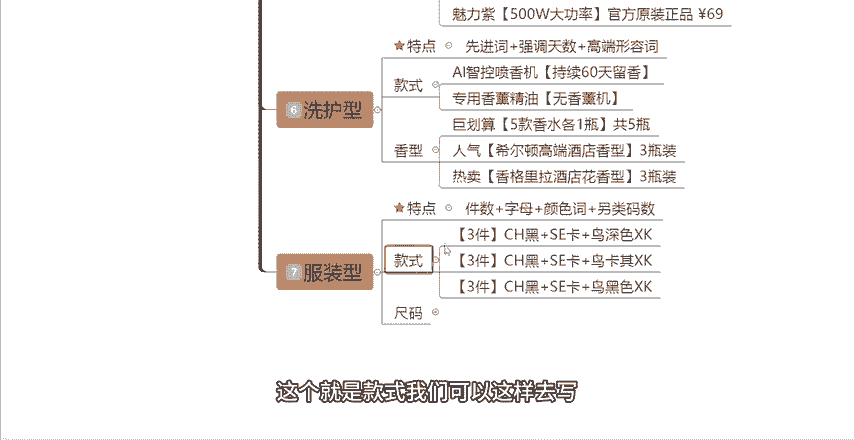 魅力紫【500W大功率】官方原装正品 ¥69
特点
先进词+强调天数+高端形容词
6 洗护型
款式
AI智控喷香机【持续60天留香】
专用香薰精油【无香薰机】
香型
巨划算【5款香水各1瓶】共5瓶
人气【希尔顿高端酒店香型】3瓶装
热卖【香格里拉酒店花香型】3瓶装
特点
件数+字母+颜色词+另类码数
7 服装型
款式
【3件】CH黑+SE卡+鸟深色XK
【3件】CH黑+SE卡+鸟卡其XK
【3件】CH黑+SE卡+鸟黑色XK
尺码
这个就是款式我们可以这样去写